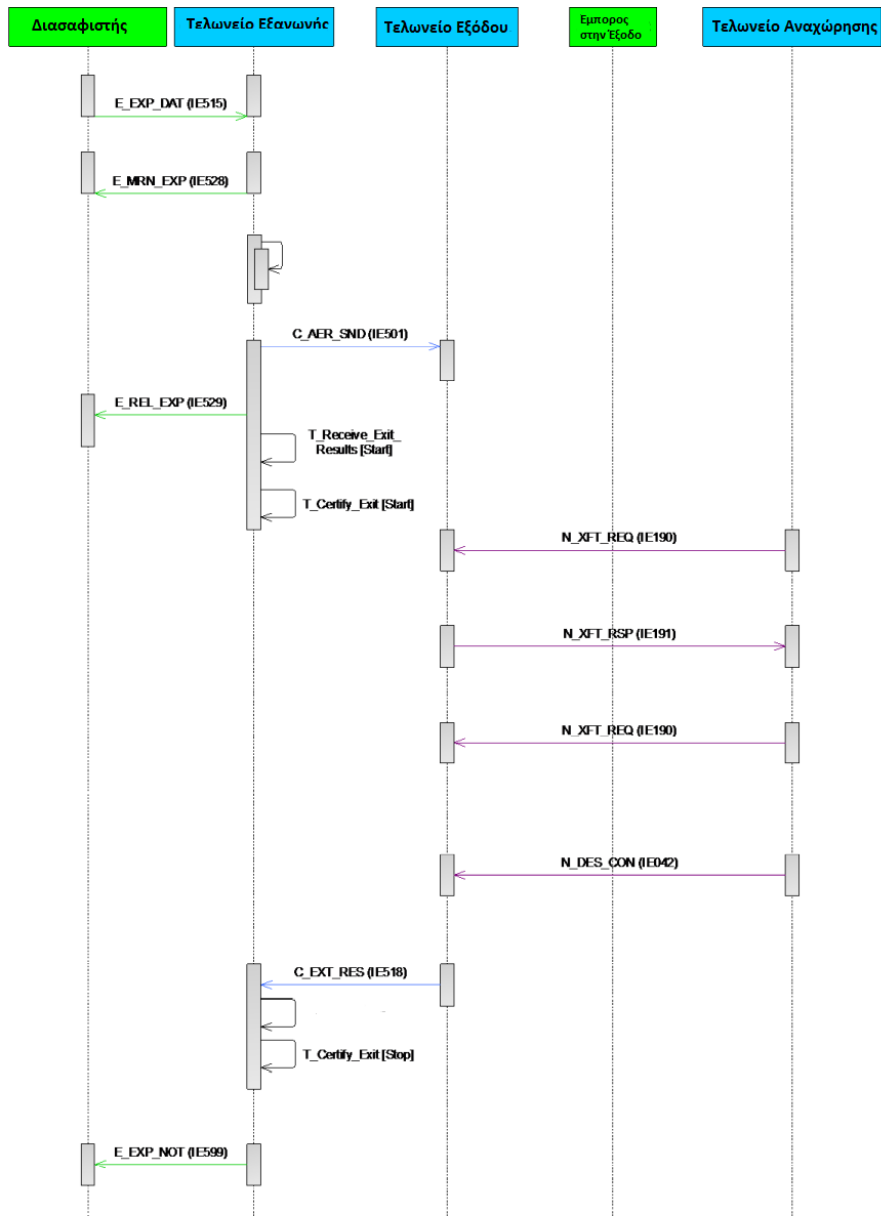 Διασαφιστής
Τελωνείο Εξανωνής
Τελωνείο Εξόδου
Εμπορος
στην Έξοδο
Τελωνείο Αναχώρησης
E_EXP_DAT (IE515)
E_MRN_EXP (IE528)
C_AER_SND (IE501)
E_REL_EXP (IE529)
T_Receive_Exit_
Results [Start]
T_Certify_Exit [Start]
N_XFT_REQ (IE190)
N_XFT_RSP (IE191)
N_XFT_REQ (IE190)
N_DES_CON (IE042)
C_EXT_RES (IE518)
T_Certify_Exit [Stop]
E_EXP_NOT (IE599)